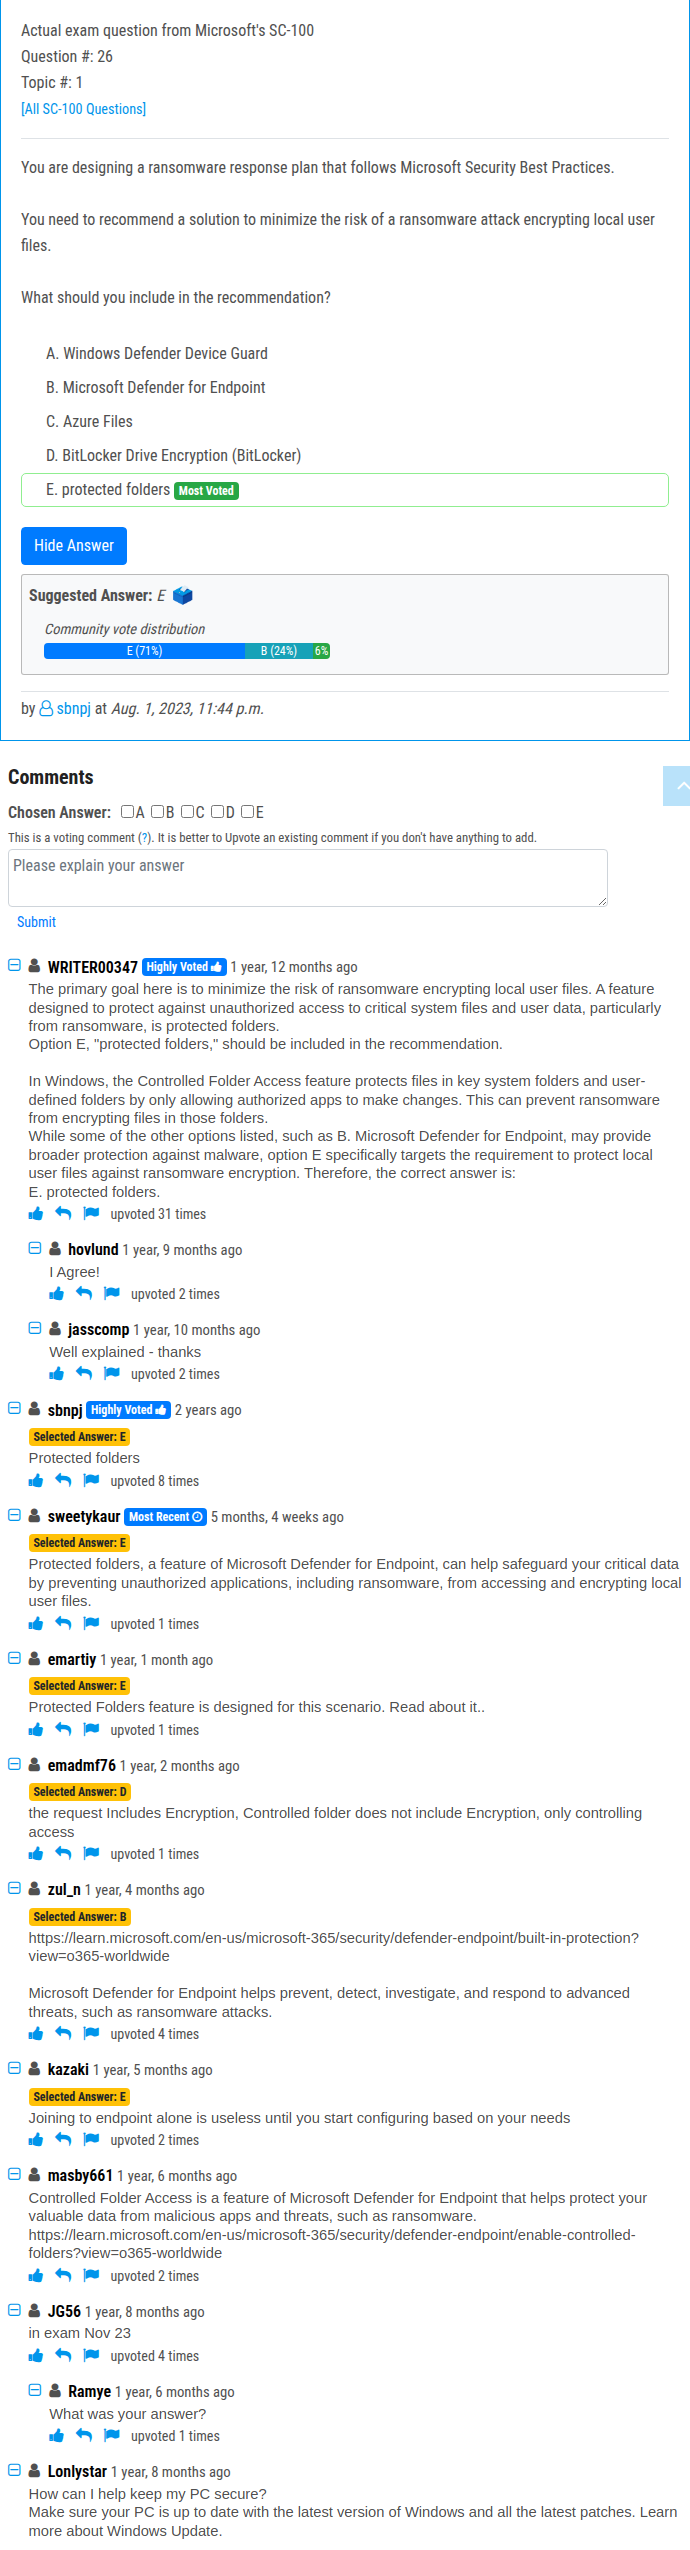 Actual exam question from Microsoft's SC-100
Question #: 26
Topic #: 1
[All SC-100 Questions]
You are designing a ransomware response plan that follows Microsoft Security Best Practices.
You need to recommend a solution to minimize the risk of a ransomware attack encrypting local user
files.
What should you include in the recommendation?
A. Windows Defender Device Guard
B. Microsoft Defender for Endpoint
C. Azure Files
D. BitLocker Drive Encryption (BitLocker)
E. protected folders Most Voted
Hide Answer
Suggested Answer: E
Community vote distribution
E (71%) B (24%) 6%
by sbnpj at Aug. 1, 2023, 11:44 p.m.
Comments
Chosen Answer: A B C D E
This is a voting comment (?). It is better to Upvote an existing comment if you don't have anything to add.
Please explain your answer
Submit
WRITER00347 Highly Voted 1 year, 12 months ago
The primary goal here is to minimize the risk of ransomware encrypting local user files. A feature
designed to protect against unauthorized access to critical system files and user data, particularly
from ransomware, is protected folders.
Option E, "protected folders," should be included in the recommendation.
In Windows, the Controlled Folder Access feature protects files in key system folders and user-
defined folders by only allowing authorized apps to make changes. This can prevent ransomware
from encrypting files in those folders.
While some of the other options listed, such as B. Microsoft Defender for Endpoint, may provide
broader protection against malware, option E specifically targets the requirement to protect local
user files against ransomware encryption. Therefore, the correct answer is:
E. protected folders.
upvoted 31 times
hovlund 1 year, 9 months ago
I Agree!
upvoted 2 times
jasscomp 1 year, 10 months ago
Well explained - thanks
upvoted 2 times
sbnpj Highly Voted 2 years ago
Selected Answer: E
Protected folders
upvoted 8 times
sweetykaur Most Recent 5 months, 4 weeks ago
Selected Answer: E
Protected folders, a feature of Microsoft Defender for Endpoint, can help safeguard your critical data
by preventing unauthorized applications, including ransomware, from accessing and encrypting local
user files.
upvoted 1 times
emartiy 1 year, 1 month ago
Selected Answer: E
Protected Folders feature is designed for this scenario. Read about it..
upvoted 1 times
emadmf76 1 year, 2 months ago
Selected Answer: D
the request Includes Encryption, Controlled folder does not include Encryption, only controlling
access
upvoted 1 times
zul_n 1 year, 4 months ago
Selected Answer: B
https://learn.microsoft.com/en-us/microsoft-365/security/defender-endpoint/built-in-protection?
view=o365-worldwide
Microsoft Defender for Endpoint helps prevent, detect, investigate, and respond to advanced
threats, such as ransomware attacks.
upvoted 4 times
kazaki 1 year, 5 months ago
Selected Answer: E
Joining to endpoint alone is useless until you start configuring based on your needs
upvoted 2 times
masby661 1 year, 6 months ago
Controlled Folder Access is a feature of Microsoft Defender for Endpoint that helps protect your
valuable data from malicious apps and threats, such as ransomware.
https://learn.microsoft.com/en-us/microsoft-365/security/defender-endpoint/enable-controlled-
folders?view=o365-worldwide
upvoted 2 times
JG56 1 year, 8 months ago
in exam Nov 23
upvoted 4 times
Ramye 1 year, 6 months ago
What was your answer?
upvoted 1 times
Lonlystar 1 year, 8 months ago
How can I help keep my PC secure?
Make sure your PC is up to date with the latest version of Windows and all the latest patches. Learn
more about Windows Update.